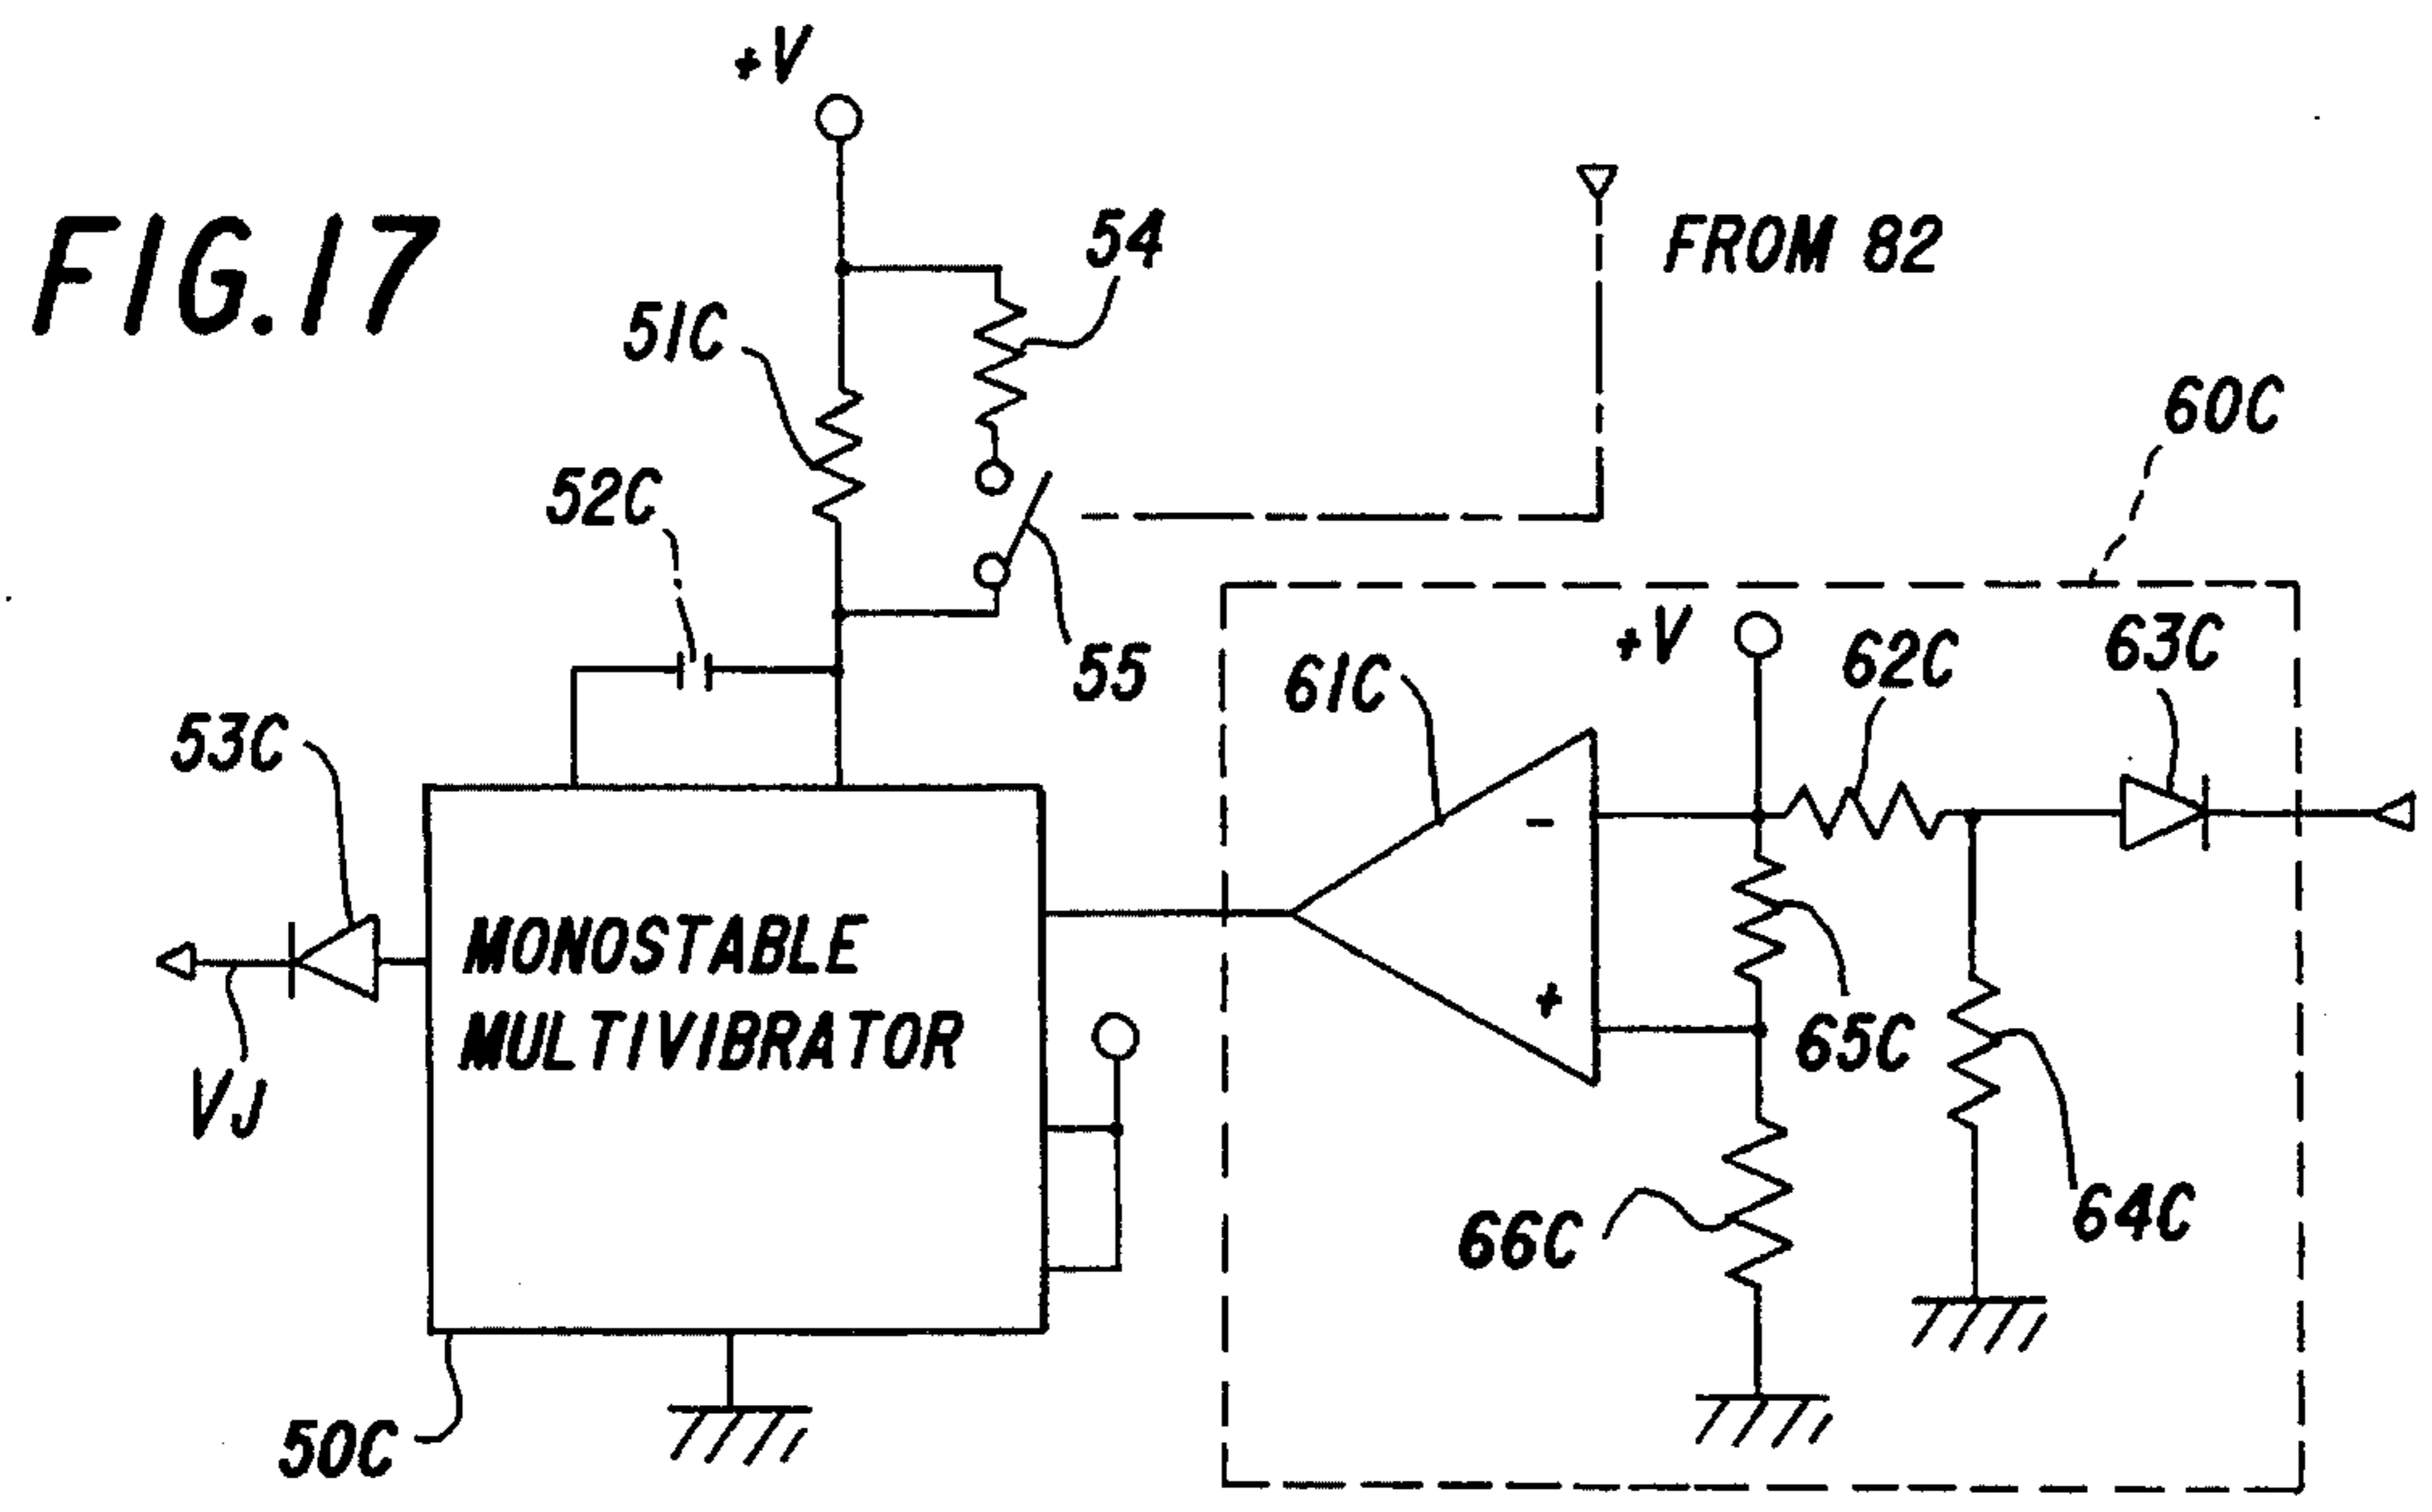 +V
FIG.17
54
FROM 82
51C
60C
52C
55
+V
62C
63C
61C
53C
-
MONOSTABLE
MULTIVIBRATOR
+
65C
VJ
66C
64C
50C